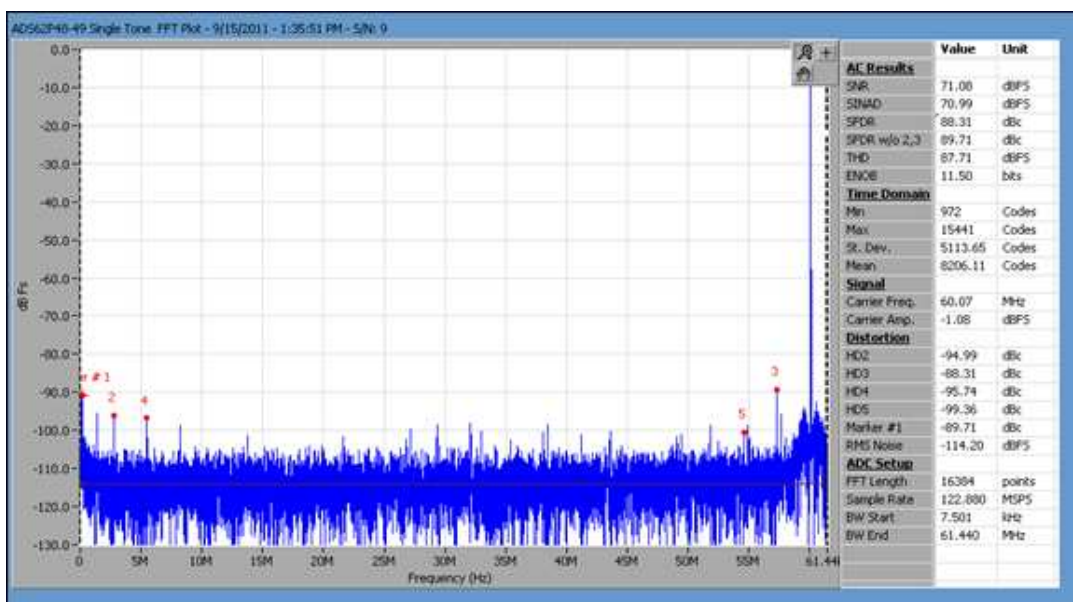 ADS62P48-49 Single Tone FFT Plot - 9/15/2011 - 1:35:51 PM - S/N: 9
Value Unit
AC Results
SNR 71.08 dBFS
SINAD 70.99 dBFS
SFDR 88.31 dBc
SFDR w/o 2,3 89.71 dBc
THD 87.71 dBFS
ENOB 11.50 bits
Time Domain
Min 972 Codes
Max 15441 Codes
St. Dev. 5113.65 Codes
Mean 8206.11 Codes
Signal
Carrier Freq. 60.07 MHz
Carrier Amp. -1.08 dBFS
Distortion
HD2 -94.99 dBc
HD3 -88.31 dBc
HD4 -95.74 dBc
HD5 -99.36 dBc
Marker #1 -89.71 dBc
RMS Noise -114.20 dBFS
ADC Setup
FFT Length 16384 points
Sample Rate 122.880 MSPS
BW Start 7.501 kHz
BW End 61.440 MHz
dB Fs
0.0
-10.0
-20.0
-30.0
-40.0
-50.0
-60.0
-70.0
-80.0
-90.0
-100.0
-110.0
-120.0
-130.0
r #1
2
4
5
3
0 5M 10M 15M 20M 25M 30M 35M 40M 45M 50M 55M 61.44
Frequency (Hz)